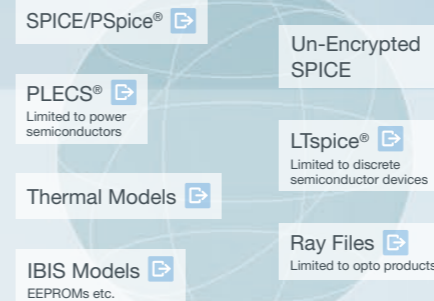 SPICE/PSpice®
PLECS®
Limited to power
semiconductors
Thermal Models
IBIS Models
EEPROMs etc.
Un-Encrypted
SPICE
LTspice®
Limited to discrete
semiconductor devices
Ray Files
Limited to opto products